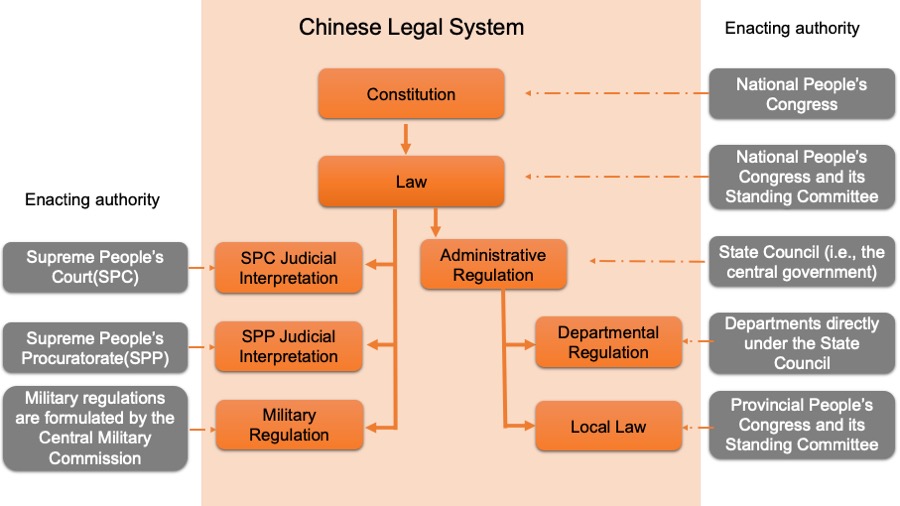 Chinese Legal System
Enacting authority
Constitution
National People's
Congress
Law
National People's
Congress and its
Standing Committee
Enacting authority
Supreme People's
Court(SPC)
SPC Judicial
Interpretation
Administrative
Regulation
State Council (i.e., the
central government)
Supreme People's
Procuratorate(SPP)
SPP Judicial
Interpretation
Departmental
Regulation
Departments directly
under the State
Council
Military regulations
are formulated by the
Central Military
Commission
Military
Regulation
Local Law
Provincial People's
Congress and its
Standing Committee